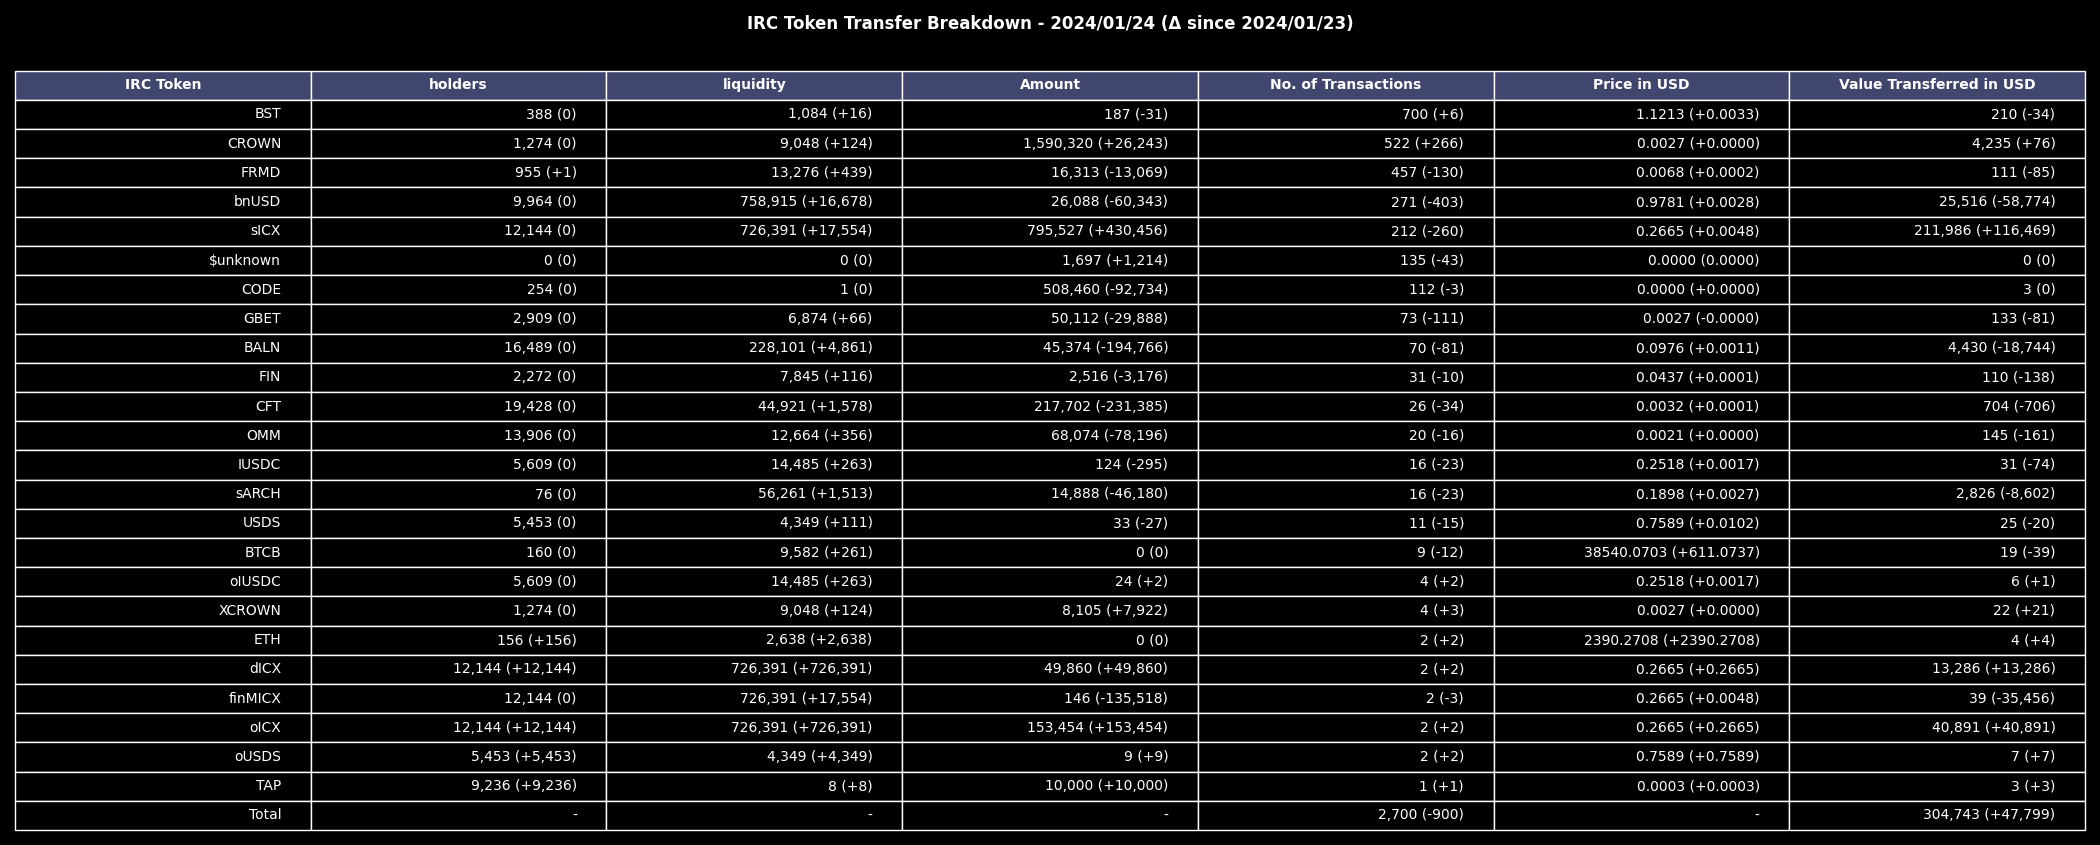 IRC Token Transfer Breakdown - 2024/01/24 (Δ since 2024/01/23)
IRC Token holders liquidity Amount No. of Transactions Price in USD Value Transferred in USD
BST 388 (0) 1,084 (+16) 187 (-31) 700 (+6) 1.1213 (+0.0033) 210 (-34)
CROWN 1,274 (0) 9,048 (+124) 1,590,320 (+26,243) 522 (+266) 0.0027 (+0.0000) 4,235 (+76)
FRMD 955 (+1) 13,276 (+439) 16,313 (-13,069) 457 (-130) 0.0068 (+0.0002) 111 (-85)
bnUSD 9,964 (0) 758,915 (+16,678) 26,088 (-60,343) 271 (-403) 0.9781 (+0.0028) 25,516 (-58,774)
sICX 12,144 (0) 726,391 (+17,554) 795,527 (+430,456) 212 (-260) 0.2665 (+0.0048) 211,986 (+116,469)
$unknown 0 (0) 0 (0) 1,697 (+1,214) 135 (-43) 0.0000 (0.0000) 0 (0)
CODE 254 (0) 1 (0) 508,460 (-92,734) 112 (-3) 0.0000 (+0.0000) 3 (0)
GBET 2,909 (0) 6,874 (+66) 50,112 (-29,888) 73 (-111) 0.0027 (-0.0000) 133 (-81)
BALN 16,489 (0) 228,101 (+4,861) 45,374 (-194,766) 70 (-81) 0.0976 (+0.0011) 4,430 (-18,744)
FIN 2,272 (0) 7,845 (+116) 2,516 (-3,176) 31 (-10) 0.0437 (+0.0001) 110 (-138)
CFT 19,428 (0) 44,921 (+1,578) 217,702 (-231,385) 26 (-34) 0.0032 (+0.0001) 704 (-706)
OMM 13,906 (0) 12,664 (+356) 68,074 (-78,196) 20 (-16) 0.0021 (+0.0000) 145 (-161)
IUSDC 5,609 (0) 14,485 (+263) 124 (-295) 16 (-23) 0.2518 (+0.0017) 31 (-74)
sARCH 76 (0) 56,261 (+1,513) 14,888 (-46,180) 16 (-23) 0.1898 (+0.0027) 2,826 (-8,602)
USDS 5,453 (0) 4,349 (+111) 33 (-27) 11 (-15) 0.7589 (+0.0102) 25 (-20)
BTCB 160 (0) 9,582 (+261) 0 (0) 9 (-12) 38540.0703 (+611.0737) 19 (-39)
oIUSDC 5,609 (0) 14,485 (+263) 24 (+2) 4 (+2) 0.2518 (+0.0017) 6 (+1)
XCROWN 1,274 (0) 9,048 (+124) 8,105 (+7,922) 4 (+3) 0.0027 (+0.0000) 22 (+21)
ETH 156 (+156) 2,638 (+2,638) 0 (0) 2 (+2) 2390.2708 (+2390.2708) 4 (+4)
dICX 12,144 (+12,144) 726,391 (+726,391) 49,860 (+49,860) 2 (+2) 0.2665 (+0.2665) 13,286 (+13,286)
finMICX 12,144 (0) 726,391 (+17,554) 146 (-135,518) 2 (-3) 0.2665 (+0.0048) 39 (-35,456)
oICX 12,144 (+12,144) 726,391 (+726,391) 153,454 (+153,454) 2 (+2) 0.2665 (+0.2665) 40,891 (+40,891)
oUSDS 5,453 (+5,453) 4,349 (+4,349) 9 (+9) 2 (+2) 0.7589 (+0.7589) 7 (+7)
TAP 9,236 (+9,236) 8 (+8) 10,000 (+10,000) 1 (+1) 0.0003 (+0.0003) 3 (+3)
Total - - - 2,700 (-900) - 304,743 (+47,799)